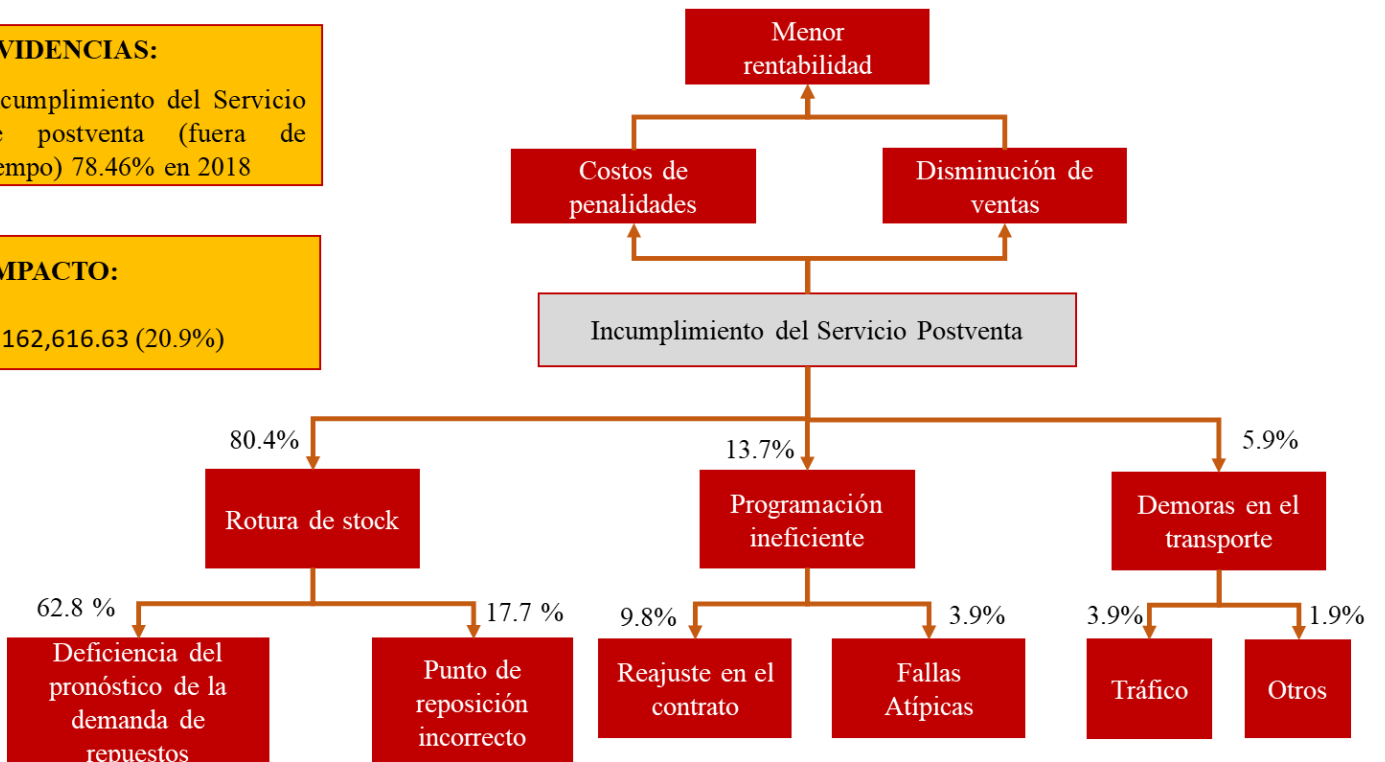 VIDENCIAS:
cumplimiento del Servicio
postventa (fuera de
empo) 78.46% en 2018
MPACTO:
162,616.63 (20.9%)
Menor
rentabilidad
Costos de
penalidades
Disminución de
ventas
Incumplimiento del Servicio Postventa
80.4%
13.7%
5.9%
Rotura de stock
Programación
ineficiente
Demoras en el
transporte
62.8 %
17.7 %
9.8%
3.9%
3.9%
1.9%
Deficiencia del
pronóstico de la
demanda de
repuestos
Punto de
reposición
incorrecto
Reajuste en el
contrato
Fallas
Atípicas
Tráfico
Otros